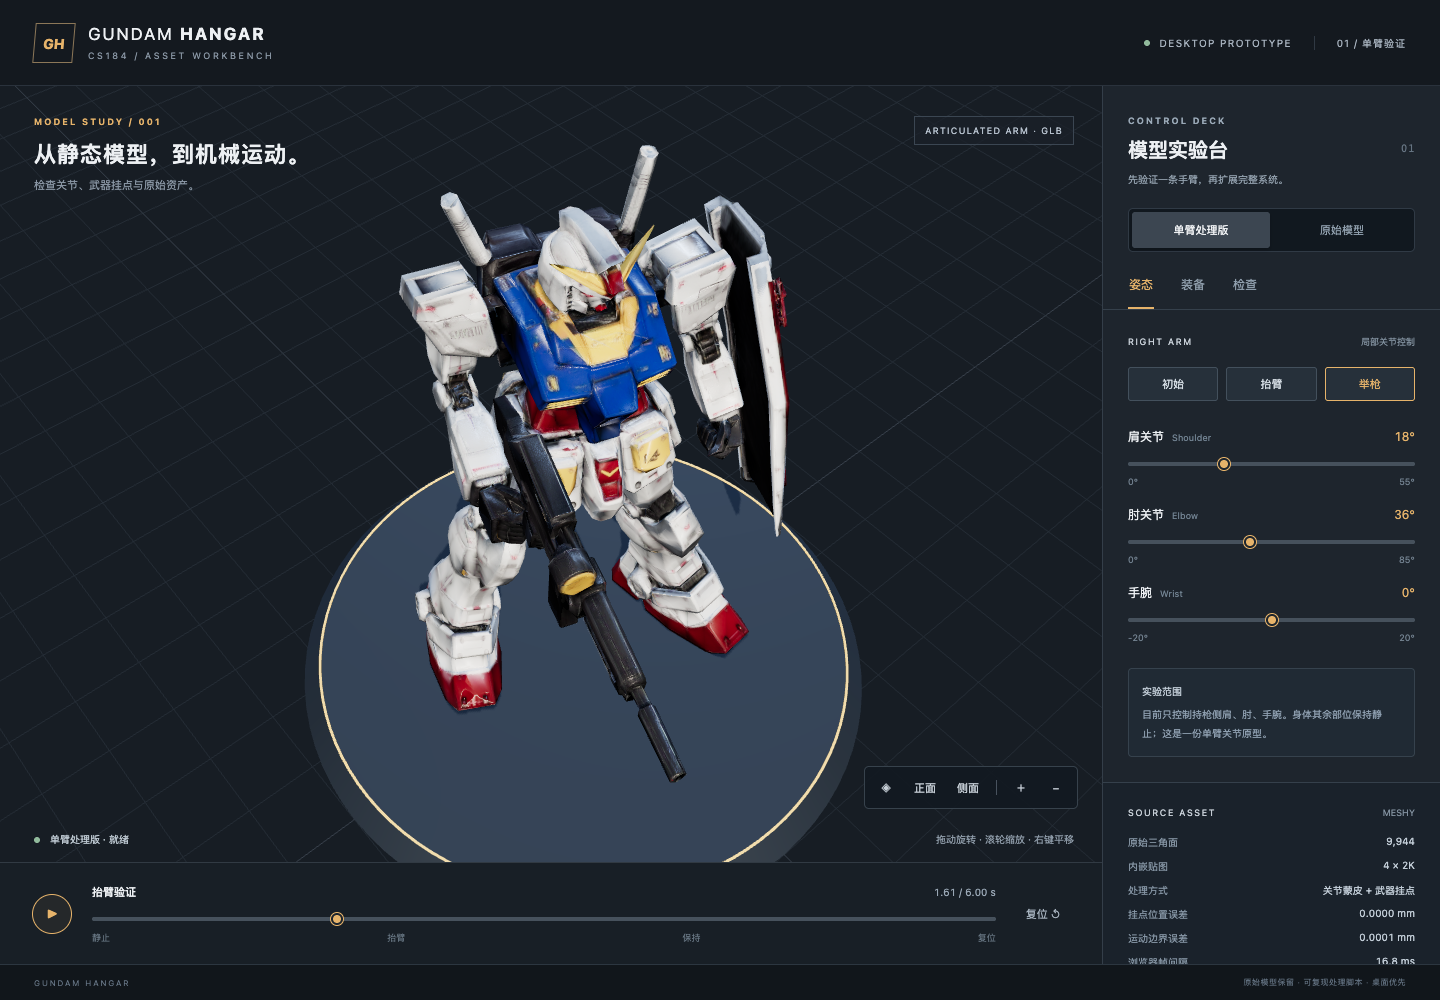 GH
GUNDAM HANGAR
CS184 / ASSET WORKBENCH
DESKTOP PROTOTYPE
01 / 单臂验证
MODEL STUDY / 001
从静态模型，到机械运动。
检查关节、武器挂点与原始资产。
ARTICULATED ARM · GLB
正面 侧面 + −
单臂处理版 · 就绪
拖动旋转 · 滚轮缩放 · 右键平移
抬臂验证
1.61 / 6.00 s
静止 抬臂 保持 复位
复位
CONTROL DECK
模型实验台
01
先验证一条手臂，再扩展完整系统。
单臂处理版 原始模型
姿态 装备 检查
RIGHT ARM
局部关节控制
初始 抬臂 举枪
肩关节 Shoulder 18°
0° 55°
肘关节 Elbow 36°
0° 85°
手腕 Wrist 0°
-20° 20°
实验范围
目前只控制持枪侧肩、肘、手腕。身体其余部位保持静
止；这是一份单臂关节原型。
SOURCE ASSET MESHY
原始三角面 9,944
内嵌贴图 4 × 2K
处理方式 关节蒙皮 + 武器挂点
挂点位置误差 0.0000 mm
运动边界误差 0.0001 mm
浏览器帧间隔 16.8 ms
GUNDAM HANGAR
原始模型保留 · 可复现处理脚本 · 桌面优先